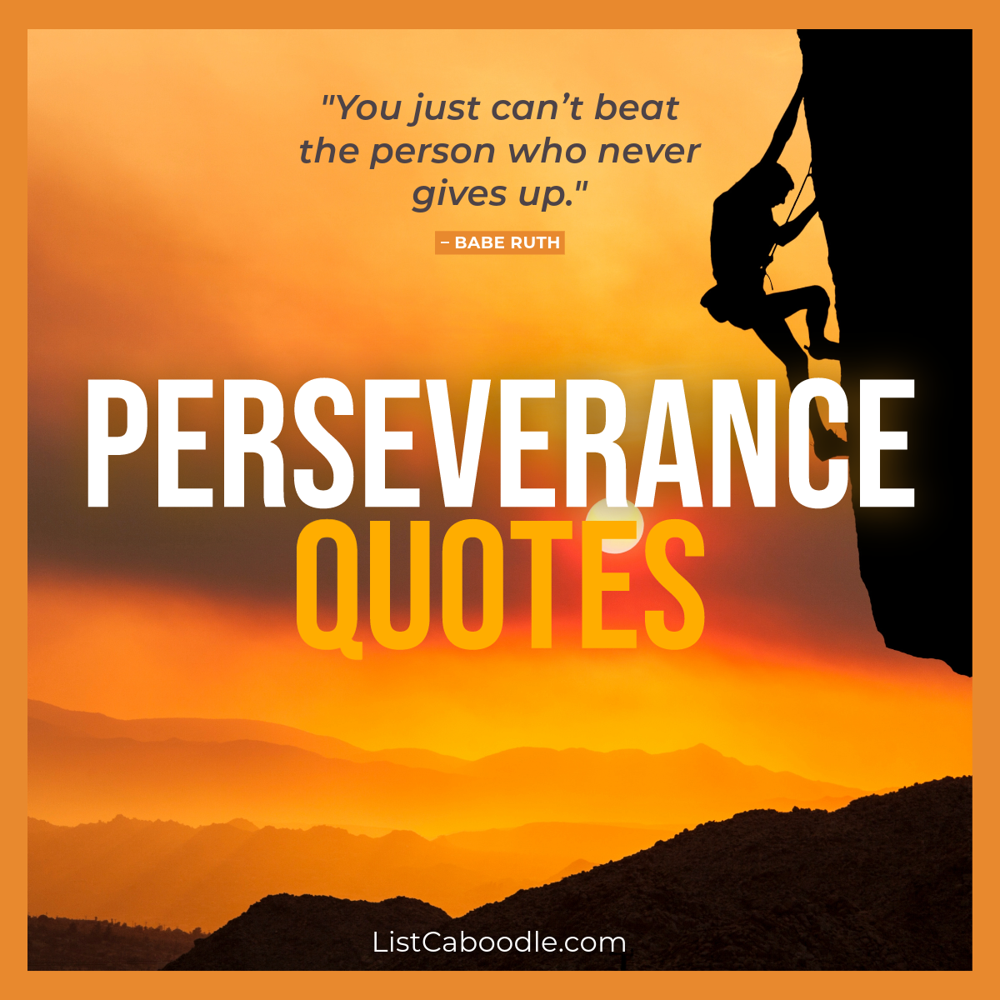 "You just can’t beat
the person who never
gives up."
– BABE RUTH
PERSEVERANCE
QUOTES
ListCaboodle.com